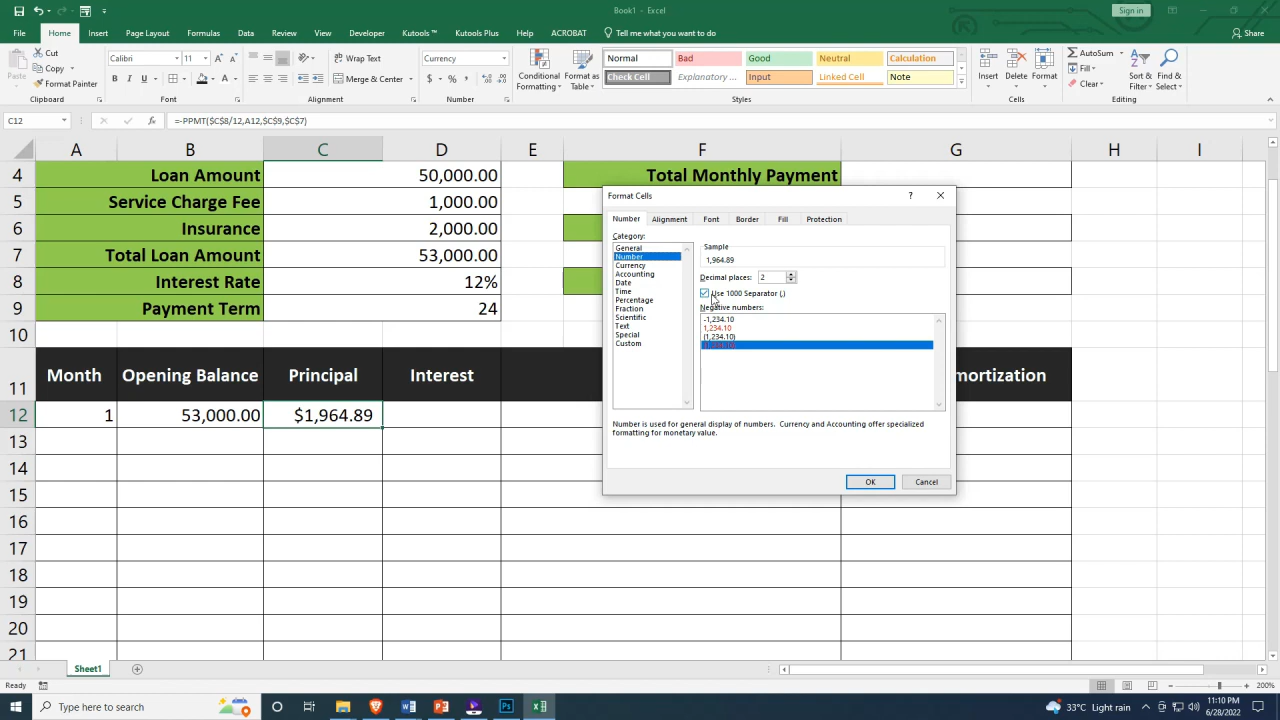 Book1 - Excel
Sign in
File Home Insert Page Layout Formulas Data Review View Developer Kutools ™ Kutools Plus Help ACROBAT Tell me what you want to do Share
Paste
Cut
Copy
Format Painter
Clipboard
Calibri 11
B I U
Font
Wrap Text
Merge & Center
Alignment
Currency
$ % ,
Number
Conditional Formatting
Format as Table
Normal Bad Good Neutral Calculation
Check Cell Explanatory ... Input Linked Cell Note
Styles
Insert Delete Format
Cells
AutoSum
Fill
Clear
Sort & Filter
Find & Select
Editing
C12 fx =-PPMT($C$8/12,A12,$C$9,$C$7)
A B C D E F G H I
4 Loan Amount 50,000.00 Total Monthly Payment
5 Service Charge Fee 1,000.00
6 Insurance 2,000.00
7 Total Loan Amount 53,000.00
8 Interest Rate 12%
9 Payment Term 24
10
11 Month Opening Balance Principal Interest mortization
12 1 53,000.00 $1,964.89
13
14
15
16
17
18
19
20
21
Format Cells ?
Number Alignment Font Border Fill Protection
Category:
General
Number
Currency
Accounting
Date
Time
Percentage
Fraction
Scientific
Text
Special
Custom
Sample
1,964.89
Decimal places: 2
Use 1000 Separator (,)
Negative numbers:
-1,234.10
1,234.10
(1,234.10)
(1,234.10)
Number is used for general display of numbers. Currency and Accounting offer specialized
formatting for monetary value.
OK Cancel
Sheet1
Ready 200%
Type here to search
33°C Light rain
11:10 PM
6/28/2022